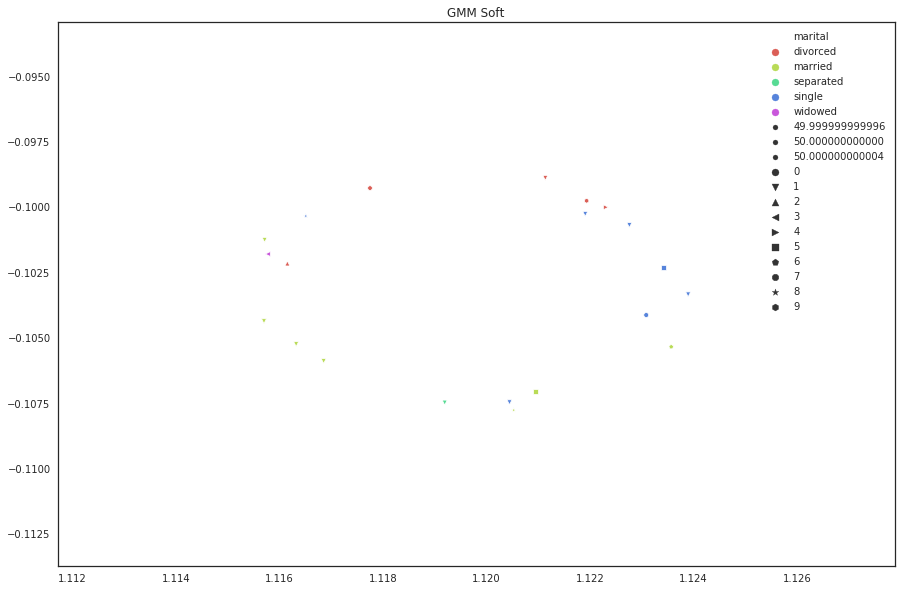 GMM Soft
marital
divorced
married
separated
single
widowed
49.999999999996
50.000000000000
50.000000000004
0
1
2
3
4
5
6
7
8
9
−0.0950
−0.0975
−0.1000
−0.1025
−0.1050
−0.1075
−0.1100
−0.1125
1.112 1.114 1.116 1.118 1.120 1.122 1.124 1.126